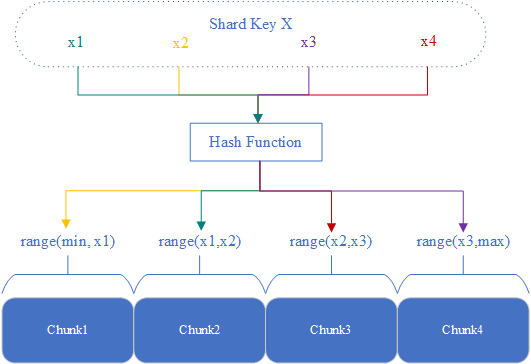 Shard Key X
x1 x2 x3 x4
Hash Function
range(min, x1) range(x1,x2) range(x2,x3) range(x3,max)
Chunk1 Chunk2 Chunk3 Chunk4